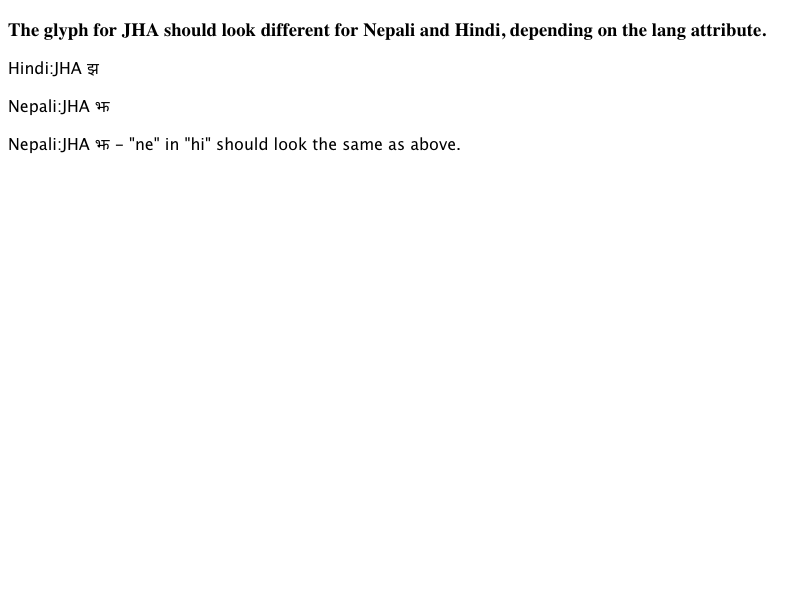 The glyph for JHA should look different for Nepali and Hindi, depending on the lang attribute.
Hindi:JHA झ
Nepali:JHA झ
Nepali:JHA झ – "ne" in "hi" should look the same as above.